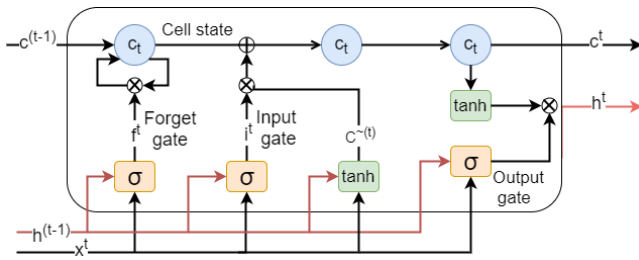 c(t-1)
ct
Cell state
ct
ct
ct
tanh
ht
ft
Forget
gate
it
Input
gate
C~(t)
σ
σ
tanh
σ
Output
gate
h(t-1)
xt